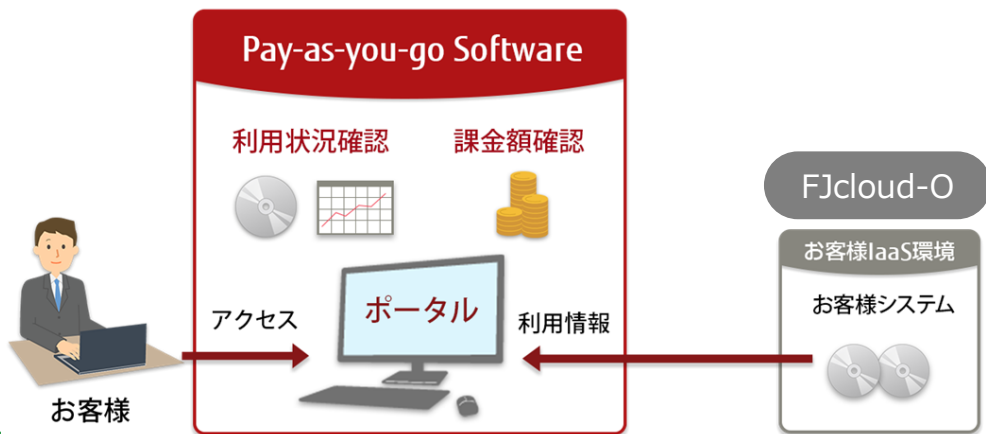 Pay-as-you-go Software
利用状況確認
課金額確認
FJcloud-O
お客様IaaS環境
お客様システム
ポータル
アクセス
利用情報
お客様